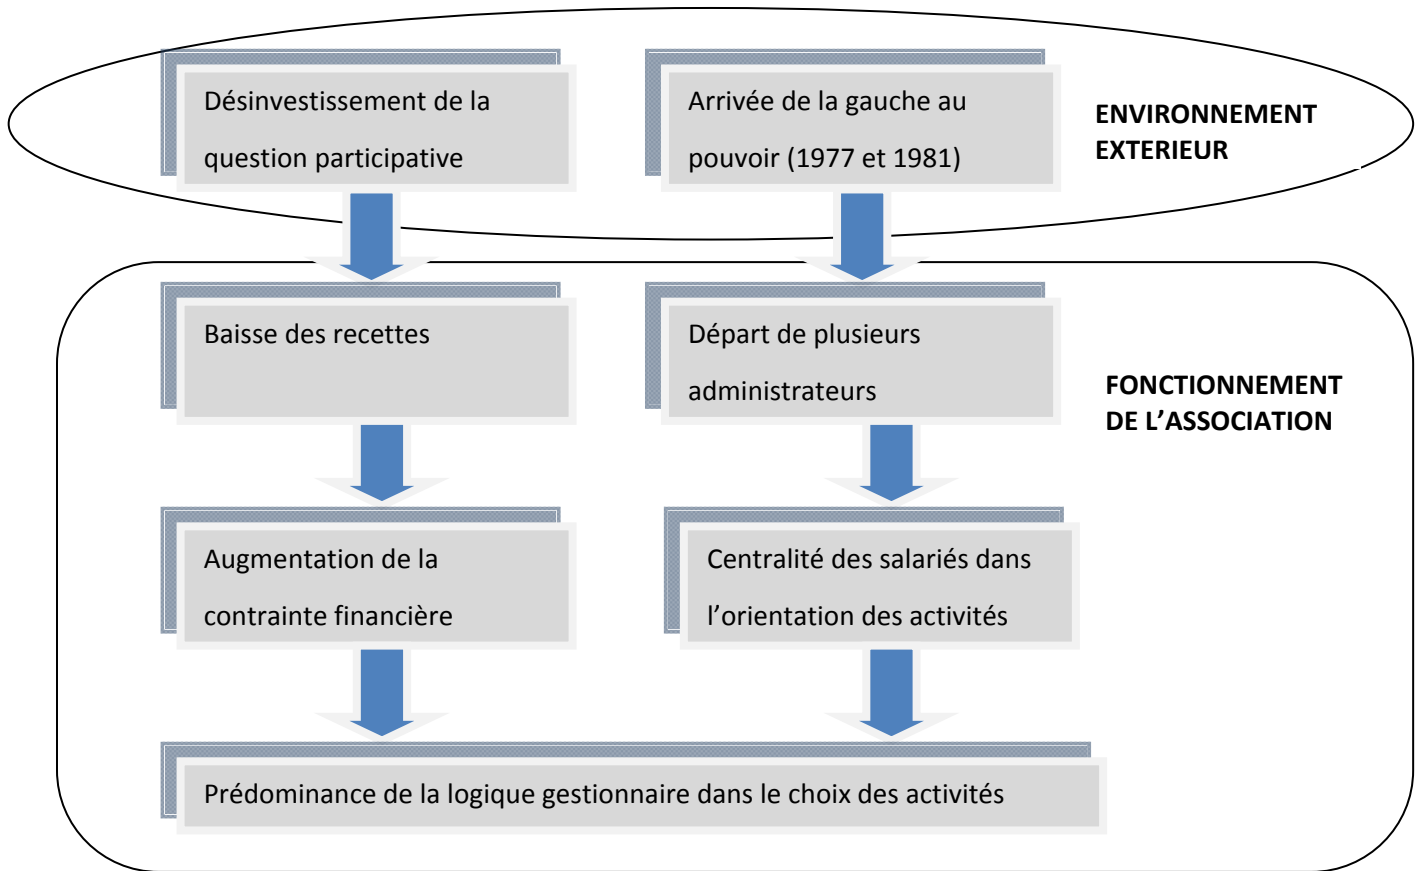 Désinvestissement de la
question participative
Arrivée de la gauche au
pouvoir (1977 et 1981)
ENVIRONNEMENT
EXTERIEUR
Baisse des recettes
Départ de plusieurs
administrateurs
FONCTIONNEMENT
DE L’ASSOCIATION
Augmentation de la
contrainte financière
Centralité des salariés dans
l’orientation des activités
Prédominance de la logique gestionnaire dans le choix des activités